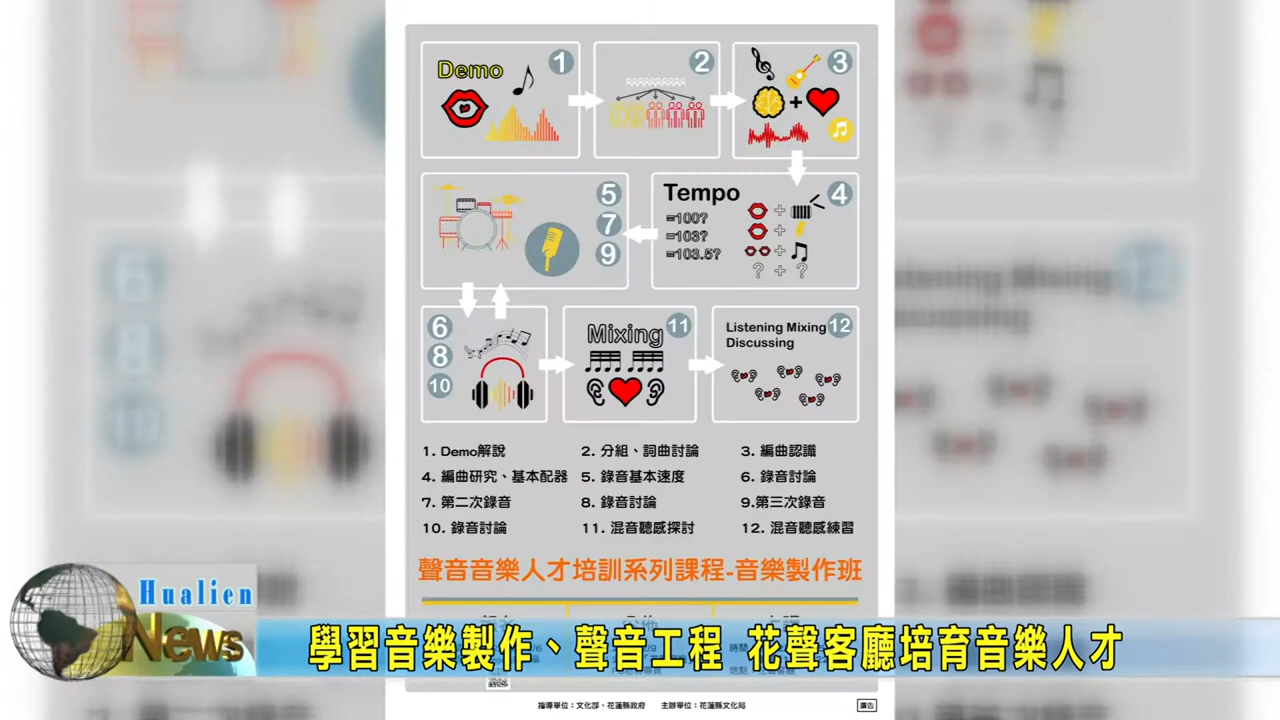 Demo
1
2
3
Tempo
=100?
=103?
=103.5?
4
5
7
9
6
8
10
Mixing
11
Listening Mixing
Discussing
12
1. Demo解說 2. 分組、詞曲討論 3. 編曲認識
4. 編曲研究、基本配器 5. 錄音基本速度 6. 錄音討論
7. 第二次錄音 8. 錄音討論 9.第三次錄音
10. 錄音討論 11. 混音聽感探討 12. 混音聽感練習
聲音音樂人才培訓系列課程-音樂製作班
Hualien
News
學習音樂製作、聲音工程 花聲客廳培育音樂人才
指導單位：文化部、花蓮縣政府 主辦單位：花蓮縣文化局
廣告